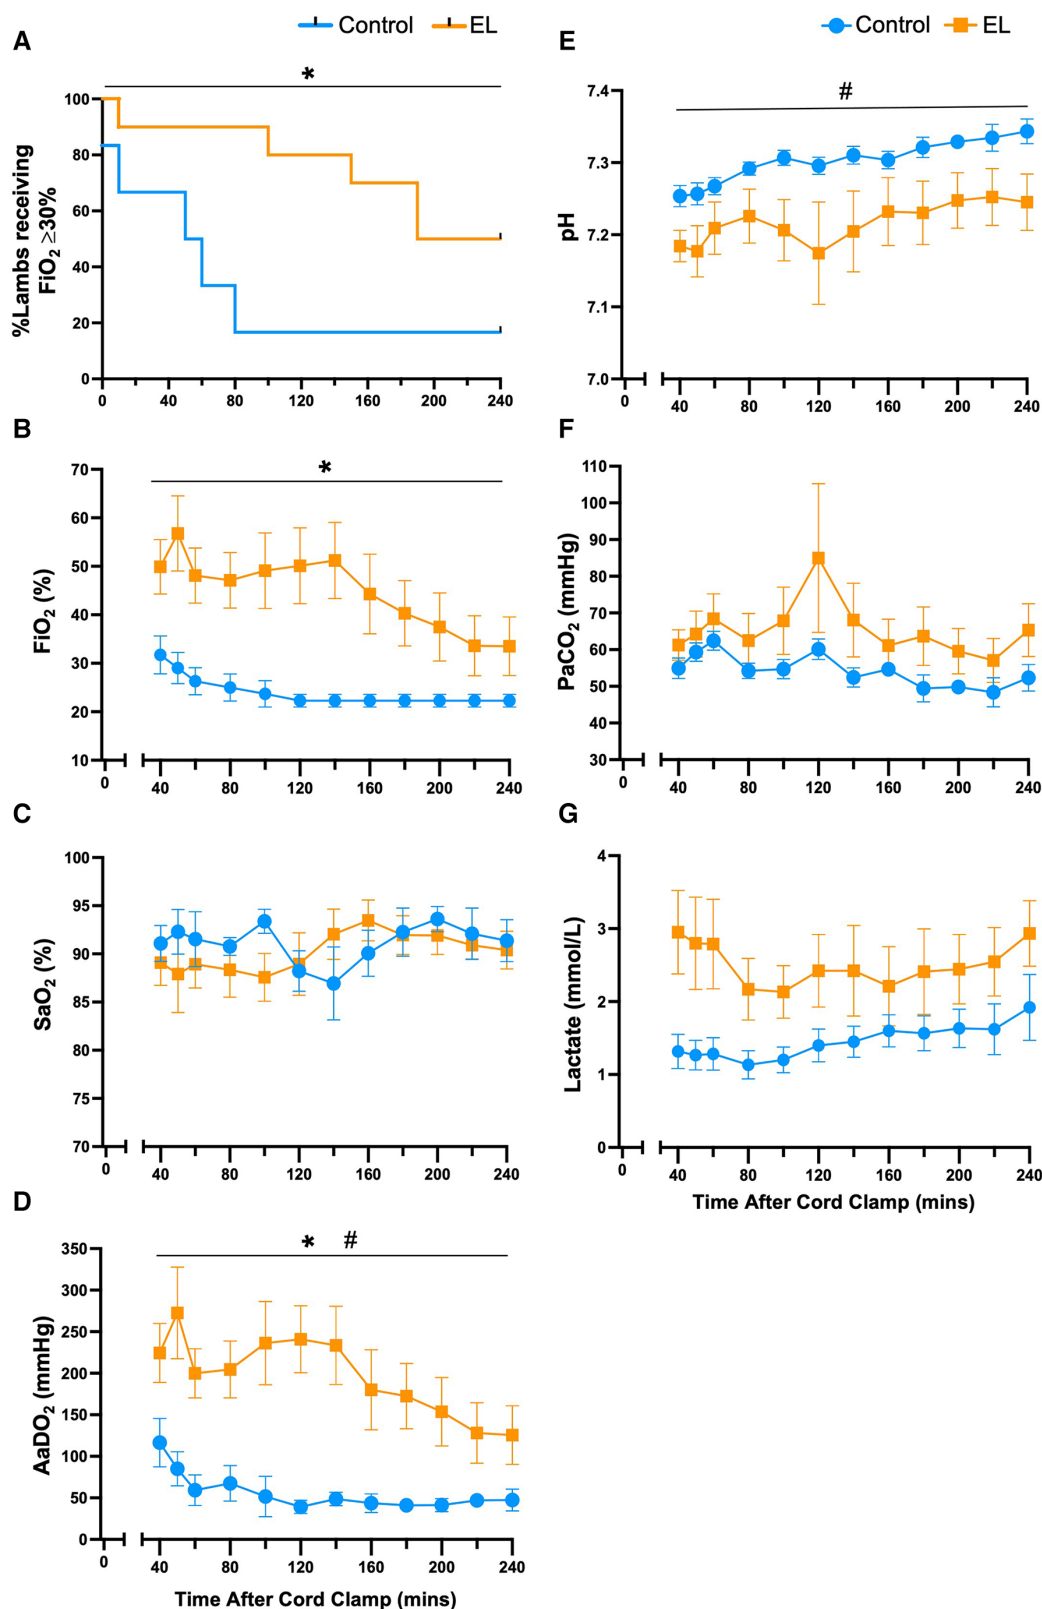 Control EL
A
*
%Lambs receiving
FiO2 ≥30%
100
80
60
40
20
0
0 40 80 120 160 200 240
B
*
FiO2 (%)
70
60
50
40
30
20
10
0 40 80 120 160 200 240
C
SaO2 (%)
100
95
90
85
80
75
70
0 40 80 120 160 200 240
D
* #
AaDO2 (mmHg)
350
300
250
200
150
100
50
0
0 40 80 120 160 200 240
Time After Cord Clamp (mins)
Control EL
E
#
pH
7.4
7.3
7.2
7.1
7.0
0 40 80 120 160 200 240
F
PaCO2 (mmHg)
110
100
90
80
70
60
50
40
30
0 40 80 120 160 200 240
G
Lactate (mmol/L)
4
3
2
1
0
0 40 80 120 160 200 240
Time After Cord Clamp (mins)